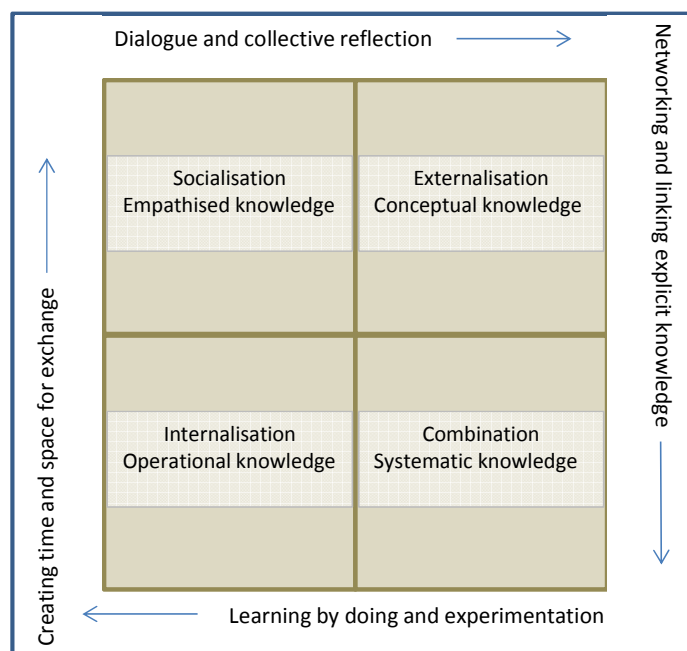 Dialogue and collective reflection
Networking and linking explicit knowledge
Socialisation
Empathised knowledge
Externalisation
Conceptual knowledge
Creating time and space for exchange
Internalisation
Operational knowledge
Combination
Systematic knowledge
Learning by doing and experimentation